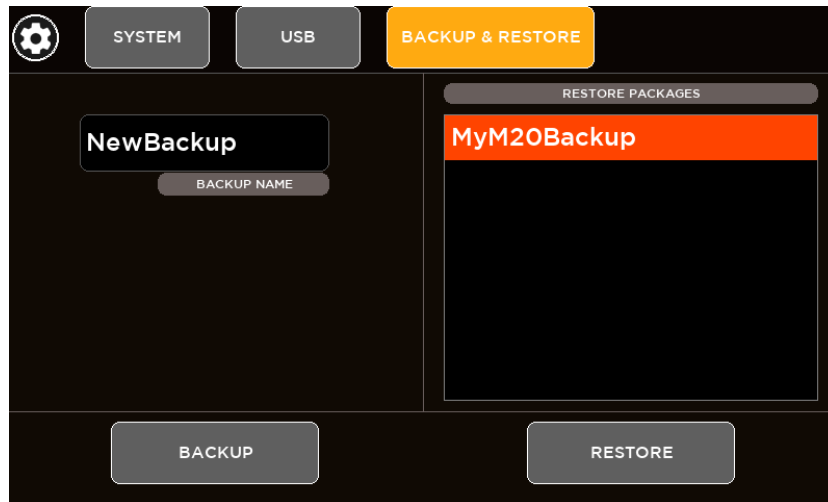 SYSTEM
USB
BACKUP & RESTORE
NewBackup
BACKUP NAME
RESTORE PACKAGES
MyM20Backup
BACKUP
RESTORE